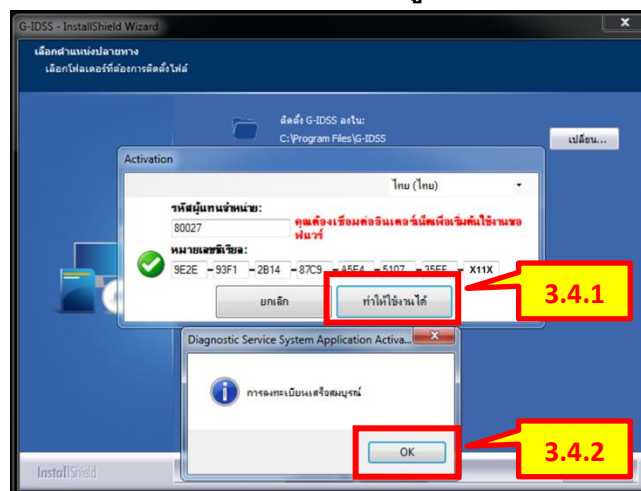 G-IDSS - InstallShield Wizard
เลือกตำแหน่งปลายทาง
เลือกโฟลเดอร์ที่ต้องการติดตั้งไฟล์
ติดตั้ง G-IDSS ลงใน:
C:\Program Files\G-IDSS
เปลี่ยน...
Activation
ไทย (ไทย)
รหัสผู้แทนจำหน่าย:
80027
คุณต้องเชื่อมต่ออินเตอร์เน็ตเพื่อเริ่มต้นใช้งานซอ
ฟแวร์
หมายเลขซีเรียล:
9E2E - 93F1 - 2B14 - 87C9 - A5F4 - 5107 - 35FF - X11X
ยกเลิก
ทำให้ใช้งานได้
3.4.1
Diagnostic Service System Application Activa...
การลงทะเบียนเสร็จสมบูรณ์
OK
3.4.2
InstallShield